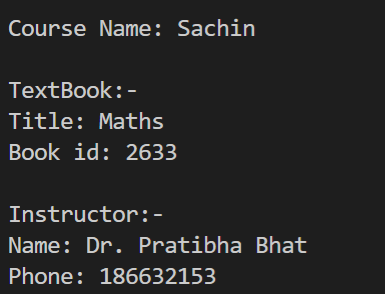 Course Name: Sachin
TextBook:-
Title: Maths
Book id: 2633
Instructor:-
Name: Dr. Pratibha Bhat
Phone: 186632153